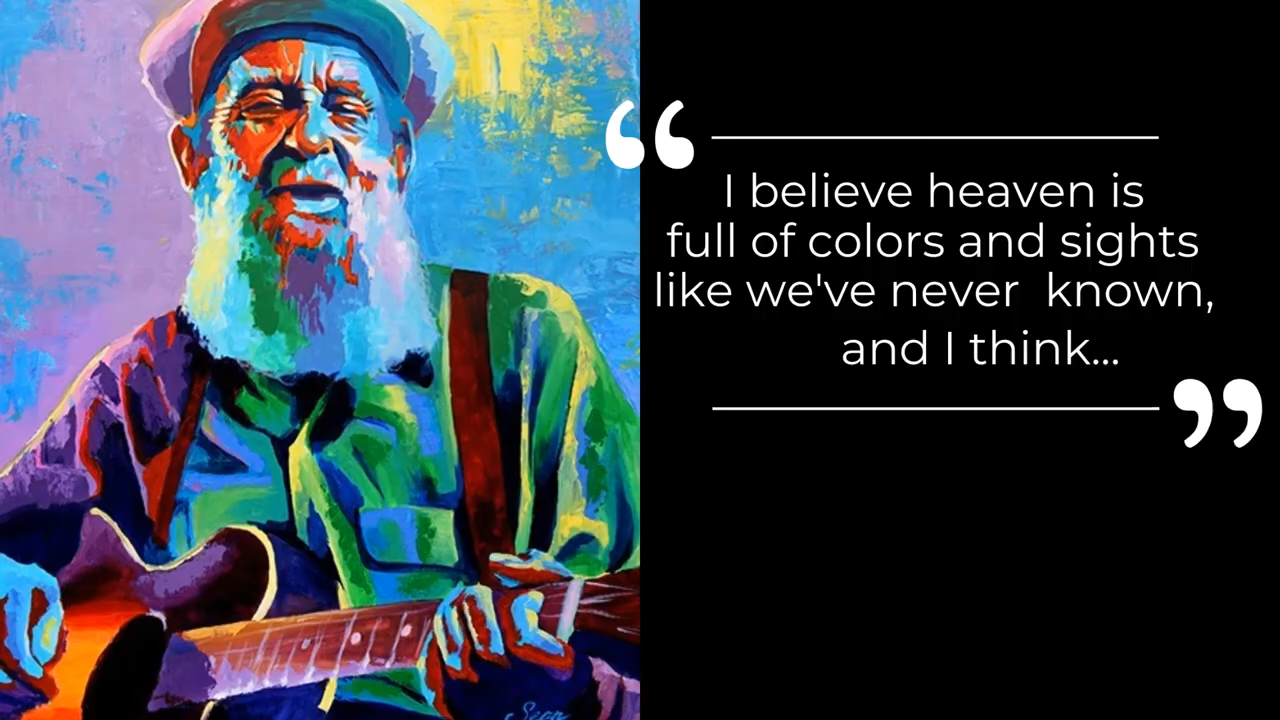 “
I believe heaven is
full of colors and sights
like we've never known,
and I think...
”